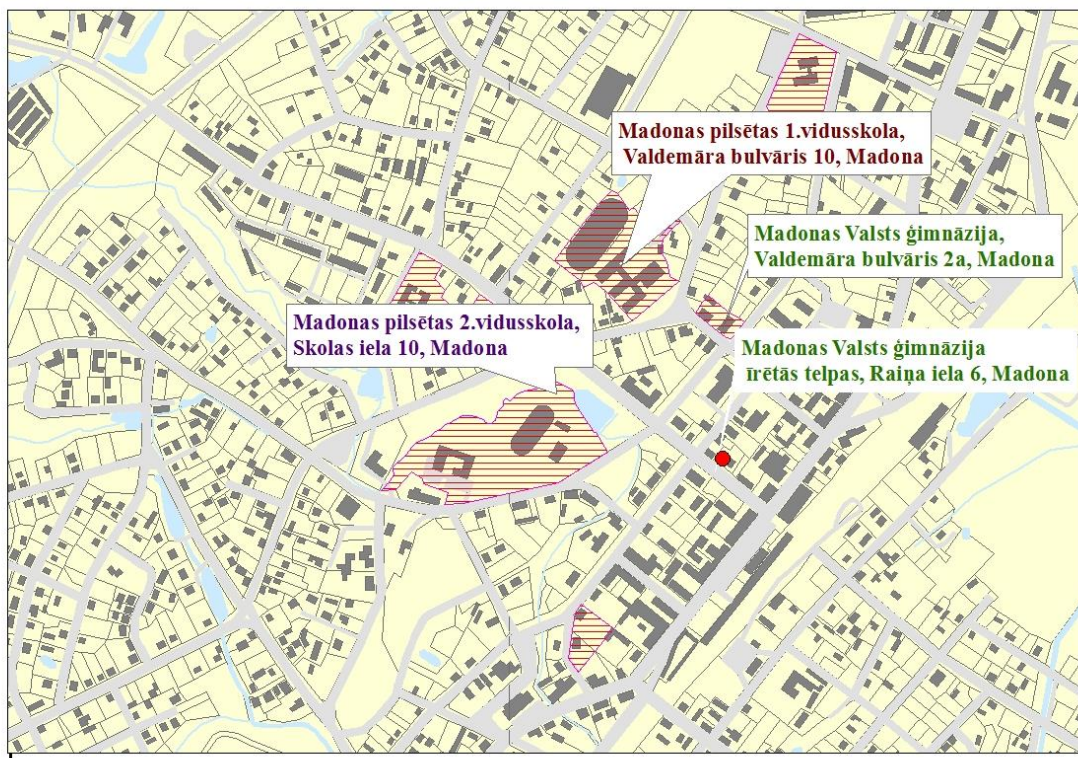 Madonas pilsētas 1.vidusskola,
Valdemāra bulvāris 10, Madona
Madonas Valsts ģimnāzija,
Valdemāra bulvāris 2a, Madona
Madonas pilsētas 2.vidusskola,
Skolas iela 10, Madona
Madonas Valsts ģimnāzija
īrētās telpas, Raiņa iela 6, Madona